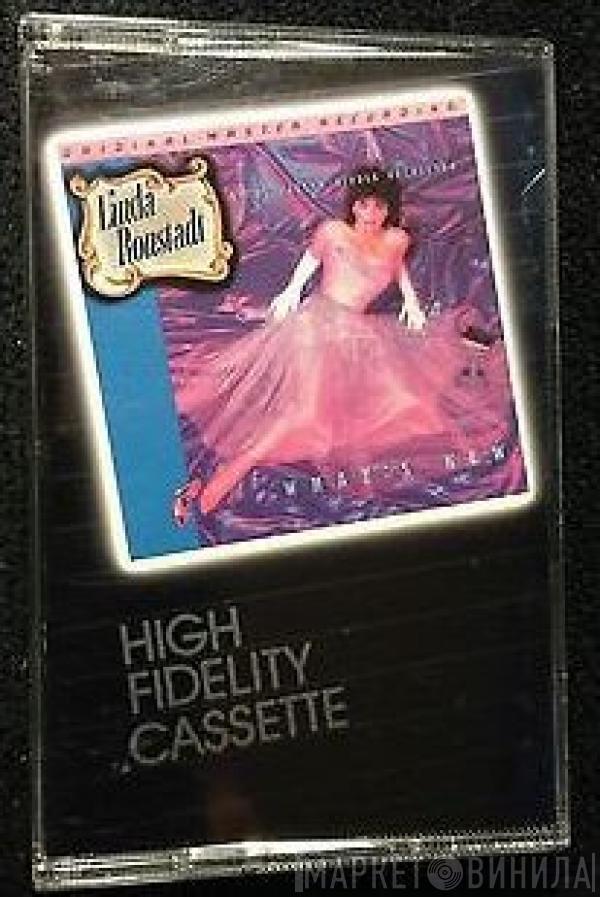 ORIGINAL MASTER RECORDING
Linda
Ronstadt
WHAT'S NEW
HIGH
FIDELITY
CASSETTE
МАРКЕТ ВИНИЛА